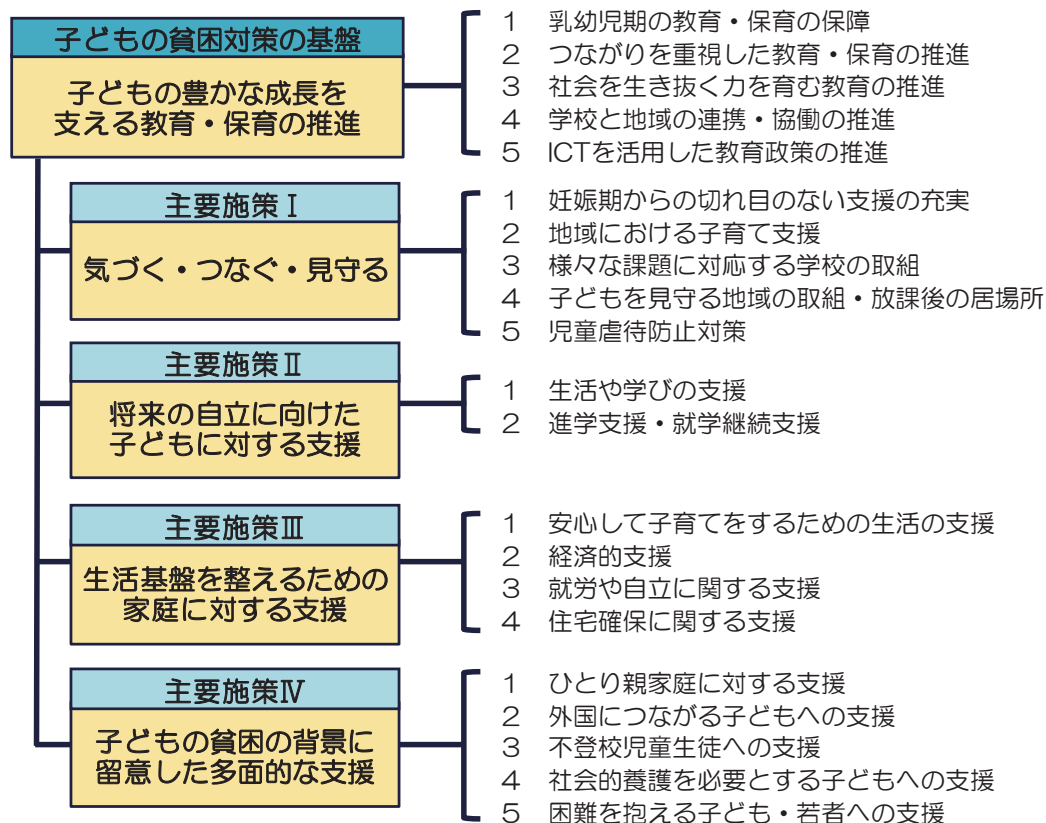 子どもの貧困対策の基盤
子どもの豊かな成長を
支える教育・保育の推進
1 乳幼児期の教育・保育の保障
2 つながりを重視した教育・保育の推進
3 社会を生き抜く力を育む教育の推進
4 学校と地域の連携・協働の推進
5 ICTを活用した教育政策の推進
主要施策Ⅰ
気づく・つなぐ・見守る
1 妊娠期からの切れ目のない支援の充実
2 地域における子育て支援
3 様々な課題に対応する学校の取組
4 子どもを見守る地域の取組・放課後の居場所
5 児童虐待防止対策
主要施策Ⅱ
将来の自立に向けた
子どもに対する支援
1 生活や学びの支援
2 進学支援・就学継続支援
主要施策Ⅲ
生活基盤を整えるための
家庭に対する支援
1 安心して子育てをするための生活の支援
2 経済的支援
3 就労や自立に関する支援
4 住宅確保に関する支援
主要施策Ⅳ
子どもの貧困の背景に
留意した多面的な支援
1 ひとり親家庭に対する支援
2 外国につながる子どもへの支援
3 不登校児童生徒への支援
4 社会的養護を必要とする子どもへの支援
5 困難を抱える子ども・若者への支援